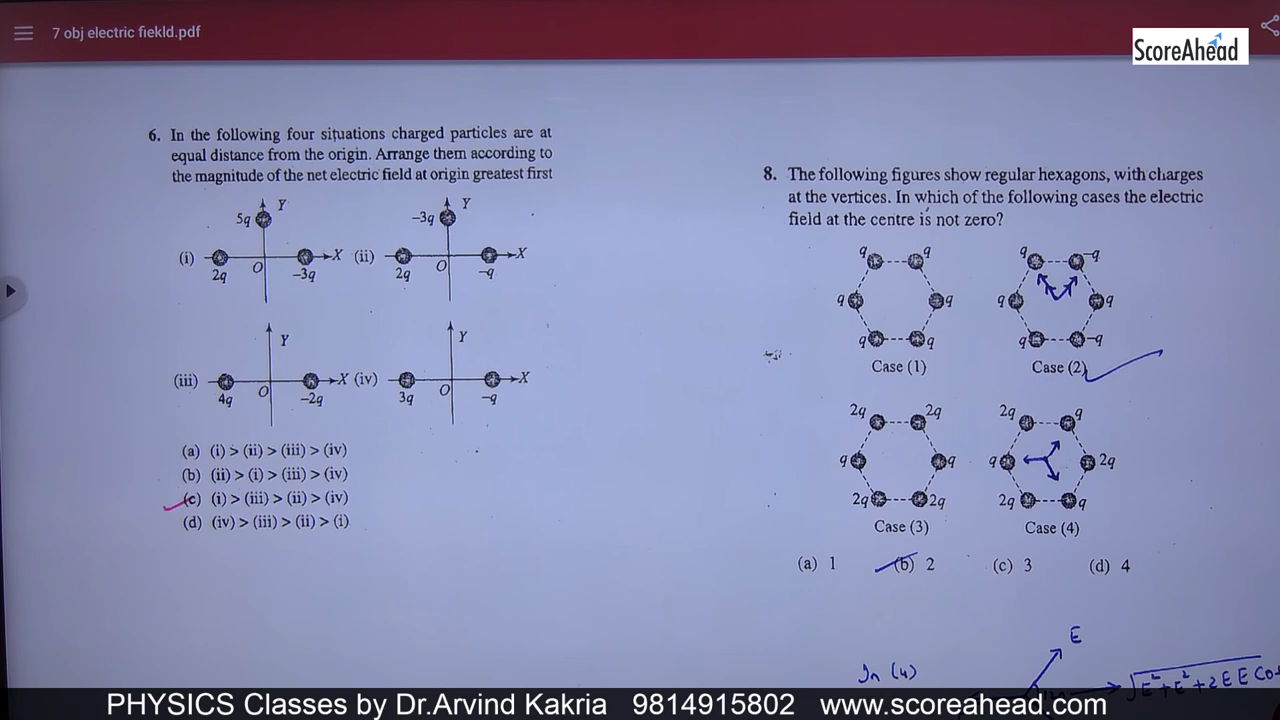 7 obj electric fiekld.pdf
ScoreAhead
6. In the following four situations charged particles are at
equal distance from the origin. Arrange them according to
the magnitude of the net electric field at origin greatest first
5q Y
(i) O X
2q -3q
-3q Y
(ii) O X
2q -q
Y
(iii) O X
4q -2q
Y
(iv) O X
3q -q
(a) (i) > (ii) > (iii) > (iv)
(b) (ii) > (i) > (iii) > (iv)
(c) (i) > (iii) > (ii) > (iv)
(d) (iv) > (iii) > (ii) > (i)
8. The following figures show regular hexagons, with charges
at the vertices. In which of the following cases the electric
field at the centre is not zero?
q q
q q
q q
Case (1)
q -q
q q
q -q
Case (2)
2q 2q
q q
2q 2q
Case (3)
2q q
q 2q
2q q
Case (4)
(a) 1 (b) 2 (c) 3 (d) 4
E
In (4)
√E²+E²+2EE Co
PHYSICS Classes by Dr.Arvind Kakria 9814915802 www.scoreahead.com